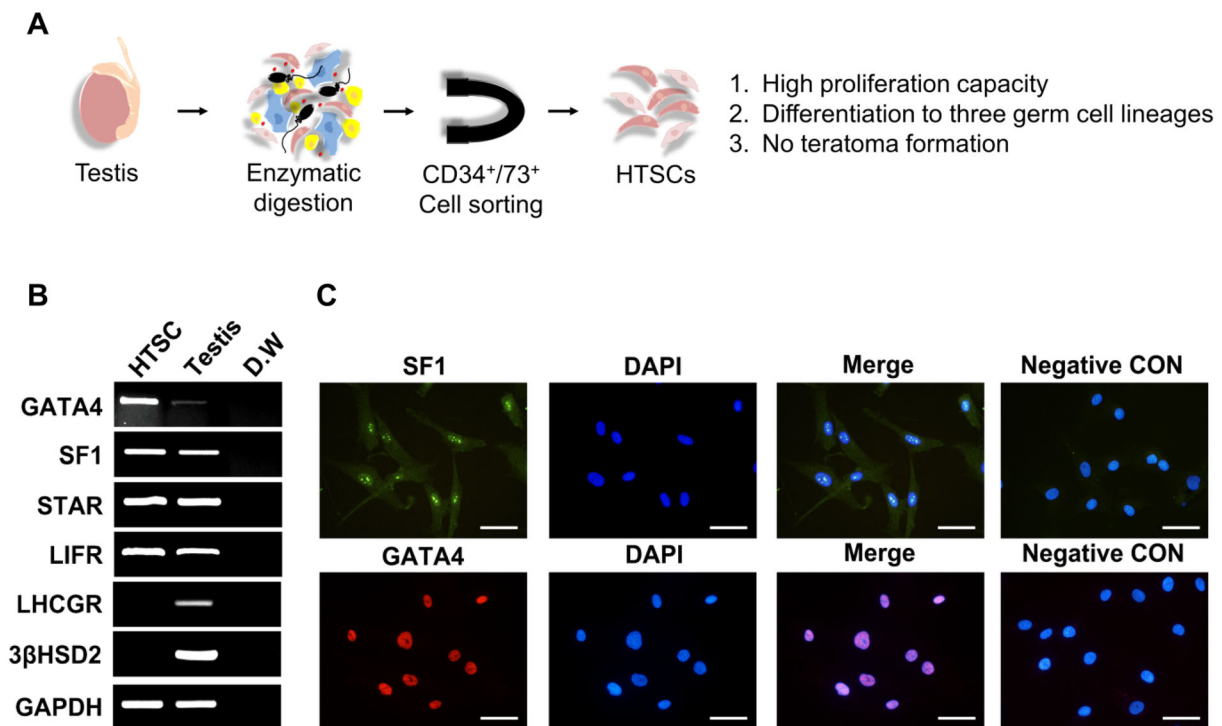 A
Testis
Enzymatic
digestion
CD34⁺/73⁺
Cell sorting
HTSCs
1. High proliferation capacity
2. Differentiation to three germ cell lineages
3. No teratoma formation
B
HTSC
Testis
D.W
GATA4
SF1
STAR
LIFR
LHCGR
3βHSD2
GAPDH
C
SF1
DAPI
Merge
Negative CON
GATA4
DAPI
Merge
Negative CON